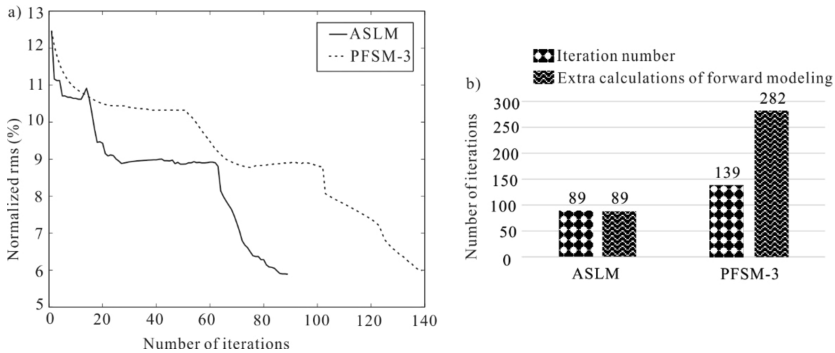 a)
13
12
11
10
9
8
7
6
5
Normalized rms (%)
ASLM
PFSM-3
0 20 40 60 80 100 120 140
Number of iterations
b)
Iteration number
Extra calculations of forward modeling
300
250
200
150
100
50
0
Number of iterations
89 89
139
282
ASLM PFSM-3